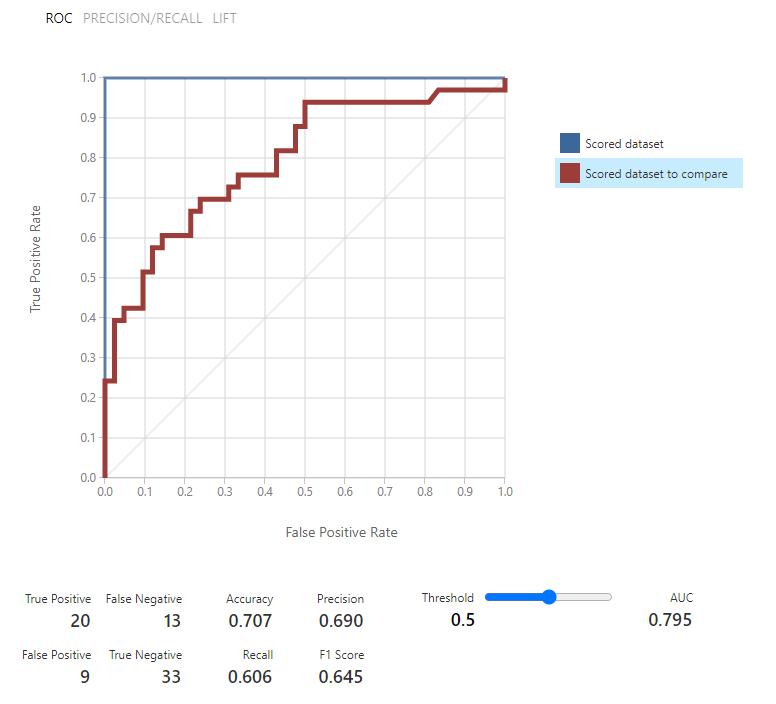 ROC PRECISION/RECALL LIFT
1.0
0.9
0.8
0.7
0.6
0.5
0.4
0.3
0.2
0.1
0.0
True Positive Rate
0.0 0.1 0.2 0.3 0.4 0.5 0.6 0.7 0.8 0.9 1.0
False Positive Rate
Scored dataset
Scored dataset to compare
True Positive False Negative Accuracy Precision Threshold AUC
20 13 0.707 0.690 0.5 0.795
False Positive True Negative Recall F1 Score
9 33 0.606 0.645